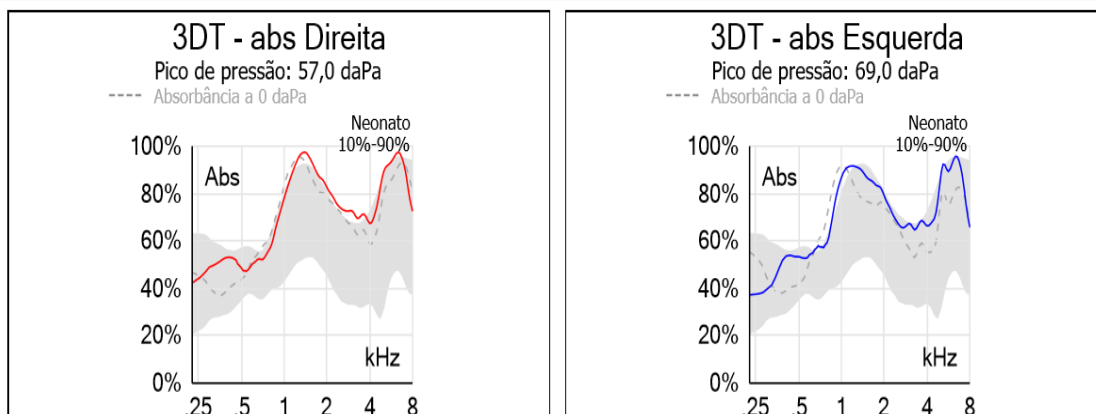 3DT - abs Direita
Pico de pressão: 57,0 daPa
Absorbância a 0 daPa
Neonato
10%-90%
100%
Abs
80%
60%
40%
20%
kHz
0%
.25 .5 1 2 4 8
3DT - abs Esquerda
Pico de pressão: 69,0 daPa
Absorbância a 0 daPa
Neonato
10%-90%
100%
Abs
80%
60%
40%
20%
kHz
0%
.25 .5 1 2 4 8